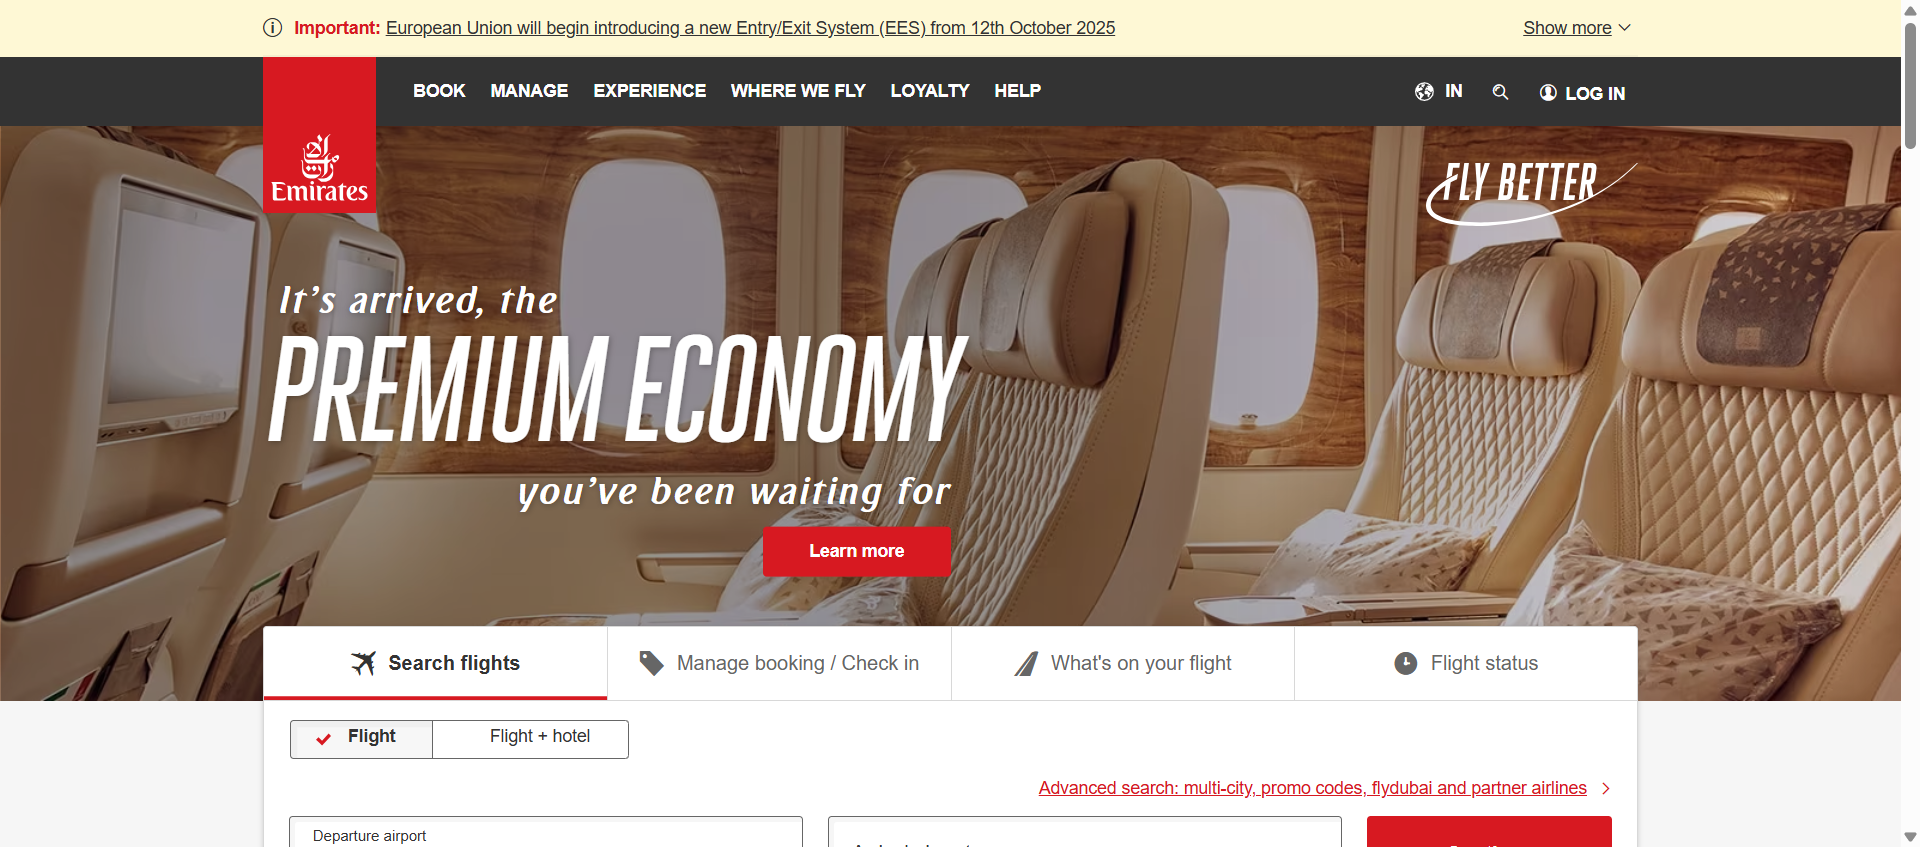 Important: European Union will begin introducing a new Entry/Exit System (EES) from 12th October 2025
Show more
BOOK MANAGE EXPERIENCE WHERE WE FLY LOYALTY HELP
IN
LOG IN
Emirates
FLY BETTER
It's arrived, the
PREMIUM ECONOMY
you've been waiting for
Learn more
Search flights
Manage booking / Check in
What's on your flight
Flight status
Flight
Flight + hotel
Advanced search: multi-city, promo codes, flydubai and partner airlines
Departure airport